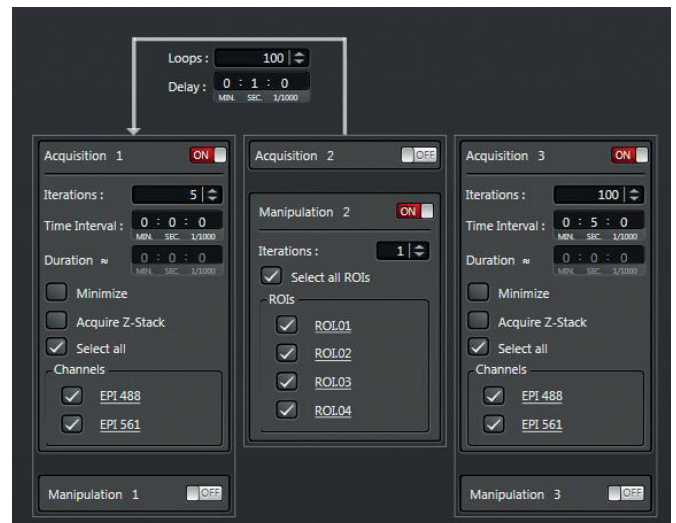 Loops : 100
Delay : 0 : 1 : 0
MIN. SEC. 1/1000
Acquisition 1 ON
Iterations : 5
Time Interval : 0 : 0 : 0
MIN. SEC. 1/1000
Duration ≈ 0 : 0 : 0
MIN. SEC. 1/1000
Minimize
Acquire Z-Stack
Select all
Channels
EPI 488
EPI 561
Manipulation 1 OFF
Acquisition 2 OFF
Manipulation 2 ON
Iterations : 1
Select all ROIs
ROIs
ROI.01
ROI.02
ROI.03
ROI.04
Acquisition 3 ON
Iterations : 100
Time Interval : 0 : 5 : 0
MIN. SEC. 1/1000
Duration ≈ 0 : 0 : 0
MIN. SEC. 1/1000
Minimize
Acquire Z-Stack
Select all
Channels
EPI 488
EPI 561
Manipulation 3 OFF